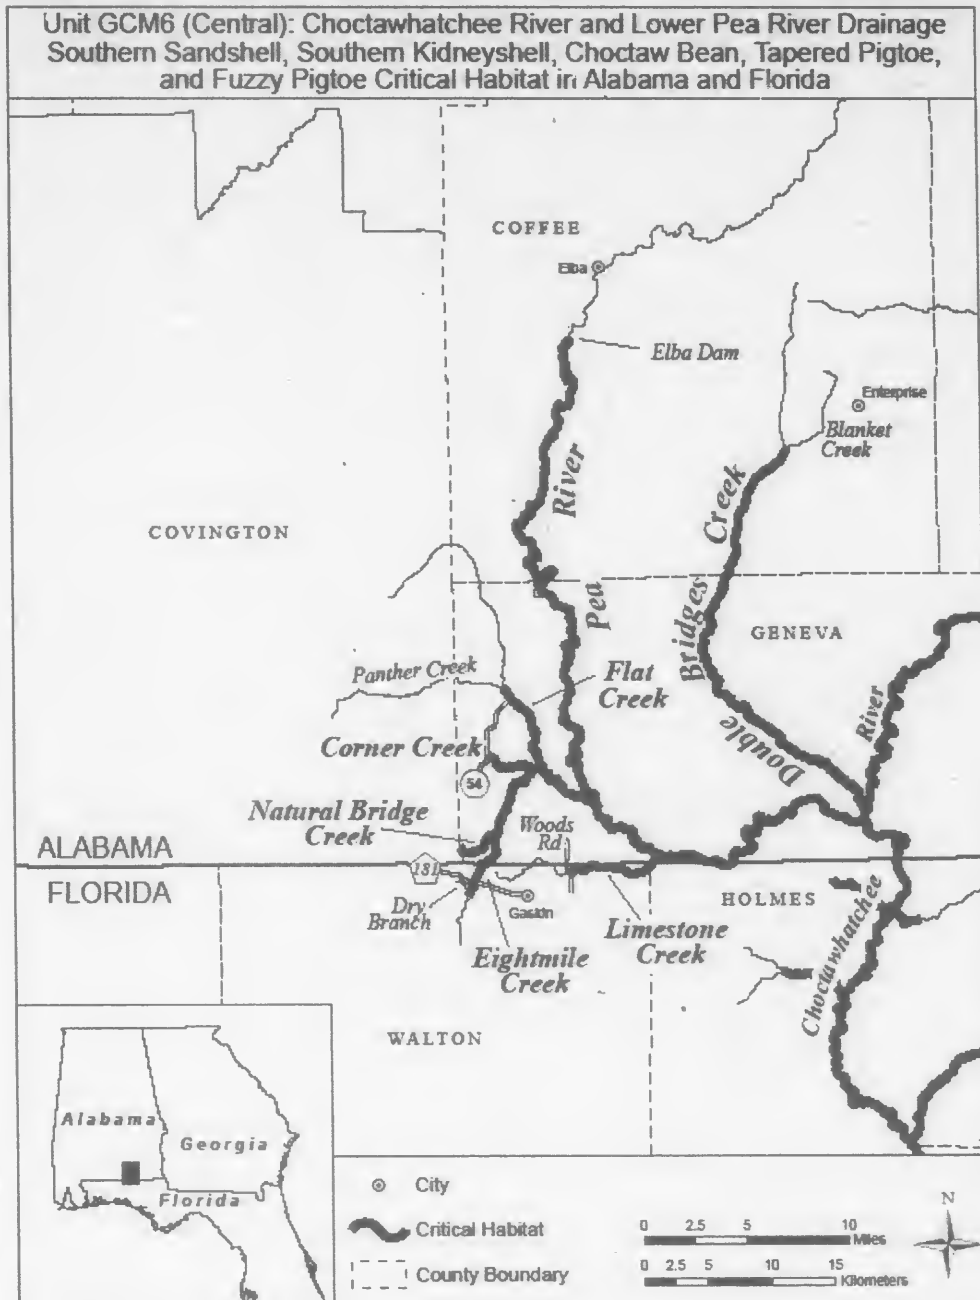 Unit GCM6 (Central): Choctawhatchee River and Lower Pea River Drainage
Southern Sandshell, Southern Kidneyshell, Choctaw Bean, Tapered Pigtoe,
and Fuzzy Pigtoe Critical Habitat in Alabama and Florida
COFFEE
Elba
Elba Dam
Enterprise
Blanket
Creek
River
Creek
COVINGTON
Pea
Bridges
GENEVA
Panther Creek
Flat
Creek
River
Corner Creek
Double
54
Natural Bridge
Creek
Woods
Rd
ALABAMA
181
FLORIDA
HOLMES
Dry
Branch
Gaskin
Limestone
Creek
Eightmile
Creek
Choctawhatchee
WALTON
Alabama
Georgia
Florida
City
Critical Habitat
County Boundary
0 2.5 5 10
Miles
0 2.5 5 10 15
Kilometers
N